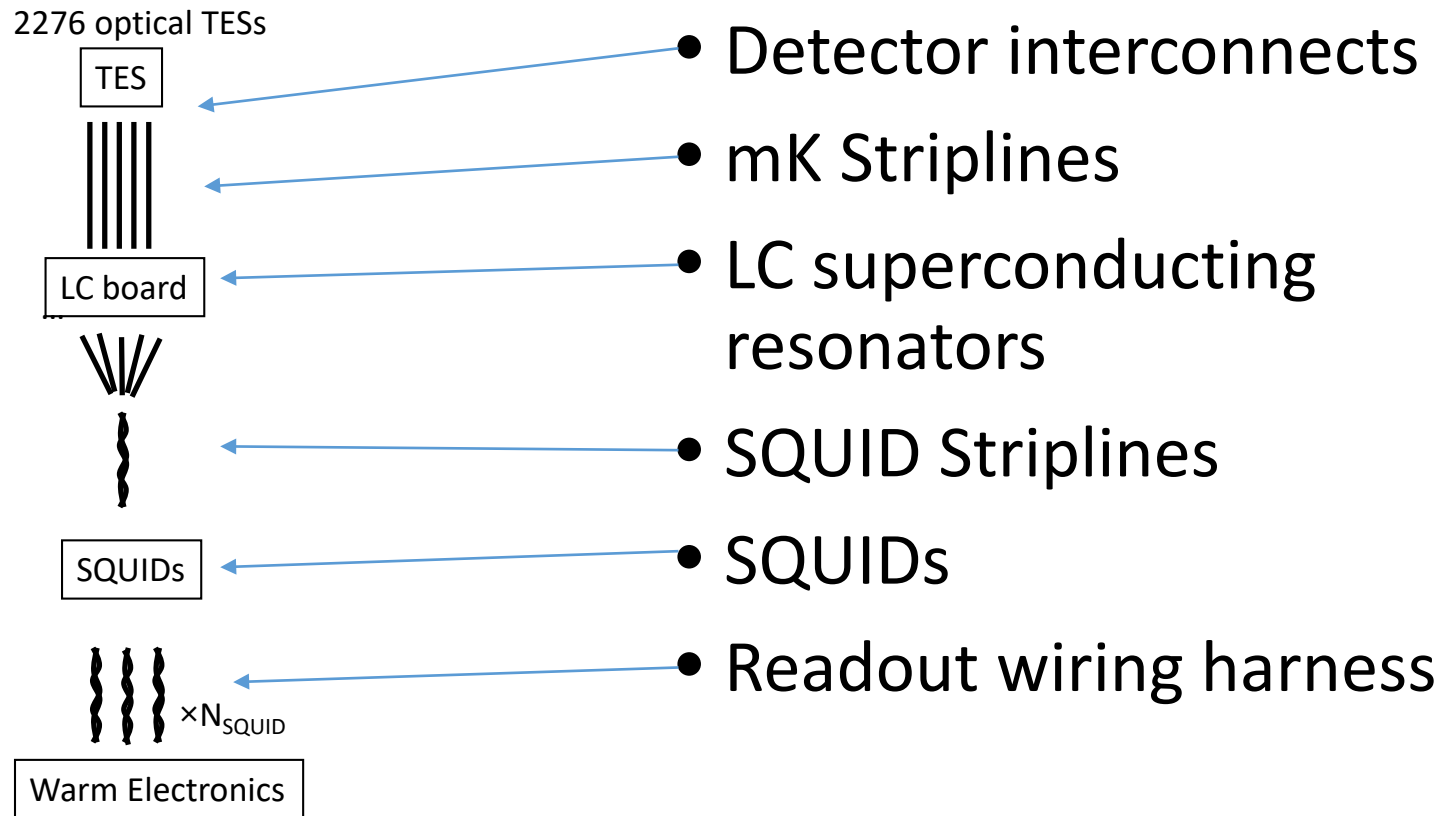 2276 optical TESs
TES
LC board
...
SQUIDs
×N_SQUID
Warm Electronics
• Detector interconnects
• mK Striplines
• LC superconducting
resonators
• SQUID Striplines
• SQUIDs
• Readout wiring harness